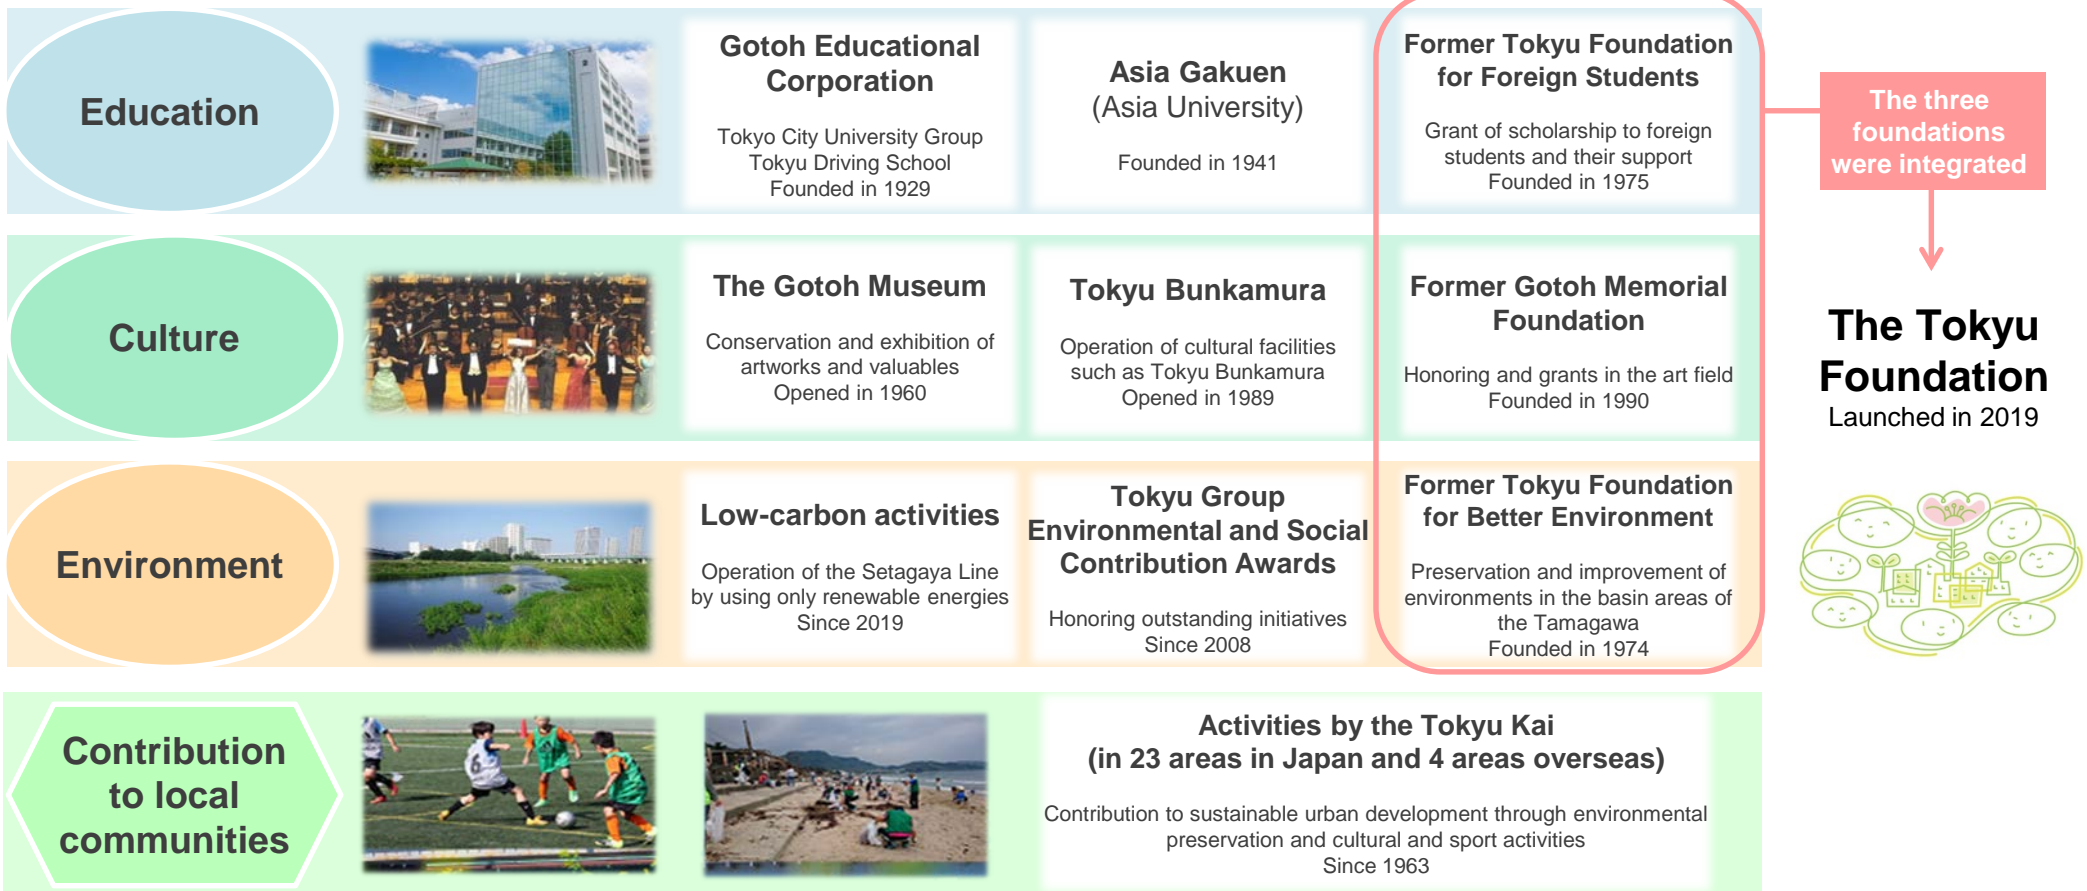 Education
Gotoh Educational
Corporation
Tokyo City University Group
Tokyu Driving School
Founded in 1929
Asia Gakuen
(Asia University)
Founded in 1941
Former Tokyu Foundation
for Foreign Students
Grant of scholarship to foreign
students and their support
Founded in 1975
The three
foundations
were integrated
Culture
The Gotoh Museum
Conservation and exhibition of
artworks and valuables
Opened in 1960
Tokyu Bunkamura
Operation of cultural facilities
such as Tokyu Bunkamura
Opened in 1989
Former Gotoh Memorial
Foundation
Honoring and grants in the art field
Founded in 1990
The Tokyu
Foundation
Launched in 2019
Environment
Low-carbon activities
Operation of the Setagaya Line
by using only renewable energies
Since 2019
Tokyu Group
Environmental and Social
Contribution Awards
Honoring outstanding initiatives
Since 2008
Former Tokyu Foundation
for Better Environment
Preservation and improvement of
environments in the basin areas of
the Tamagawa
Founded in 1974
Contribution
to local
communities
6
Activities by the Tokyu Kai
(in 23 areas in Japan and 4 areas overseas)
Contribution to sustainable urban development through environmental
preservation and cultural and sport activities
Since 1963